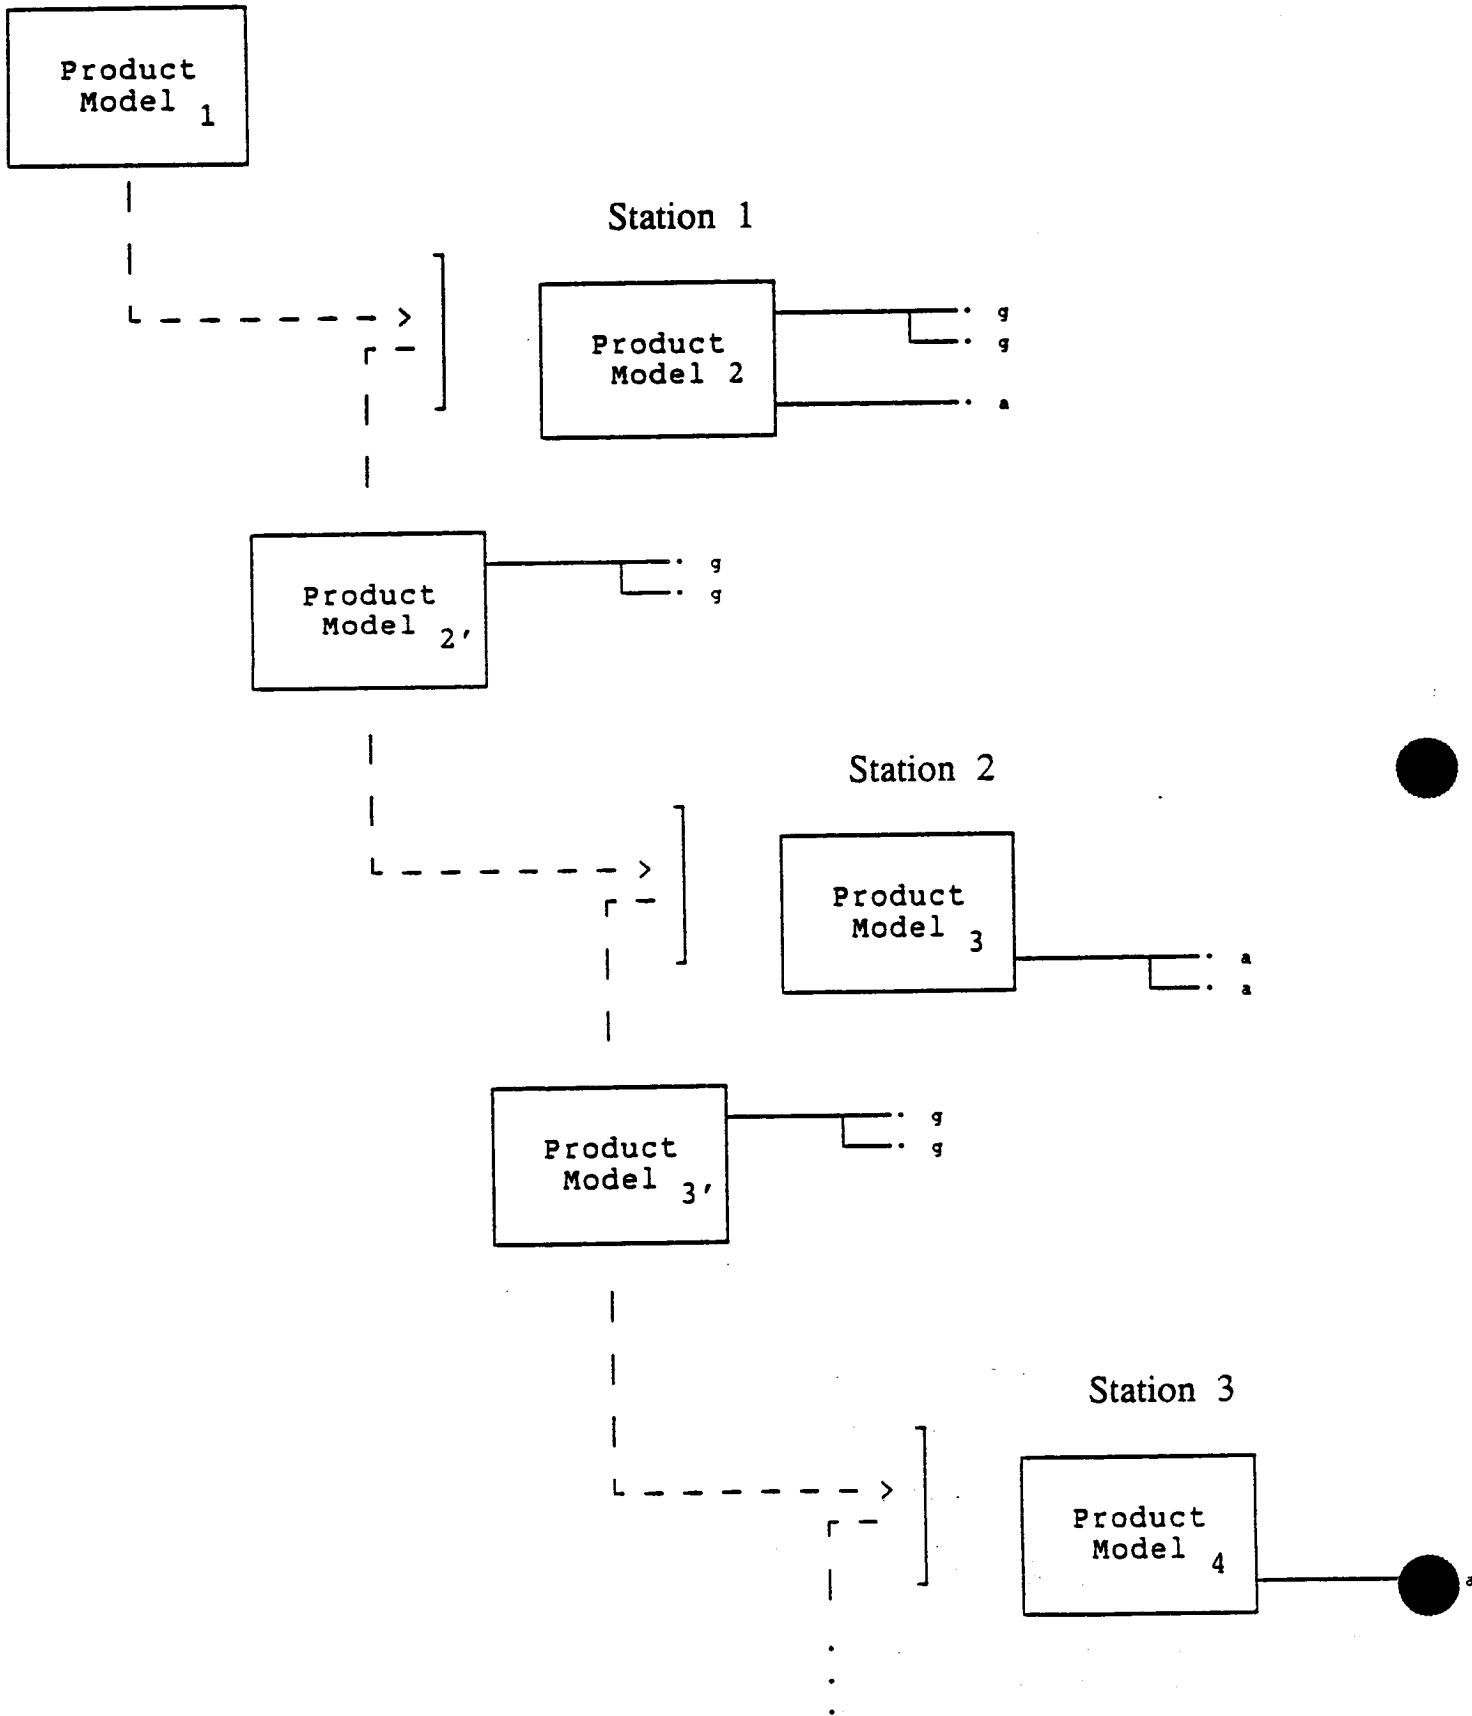 Product
Model 1
Station 1
Product
Model 2
g
g
a
Product
Model 2′
g
g
Station 2
Product
Model 3
a
a
Product
Model 3′
g
g
Station 3
Product
Model 4
a